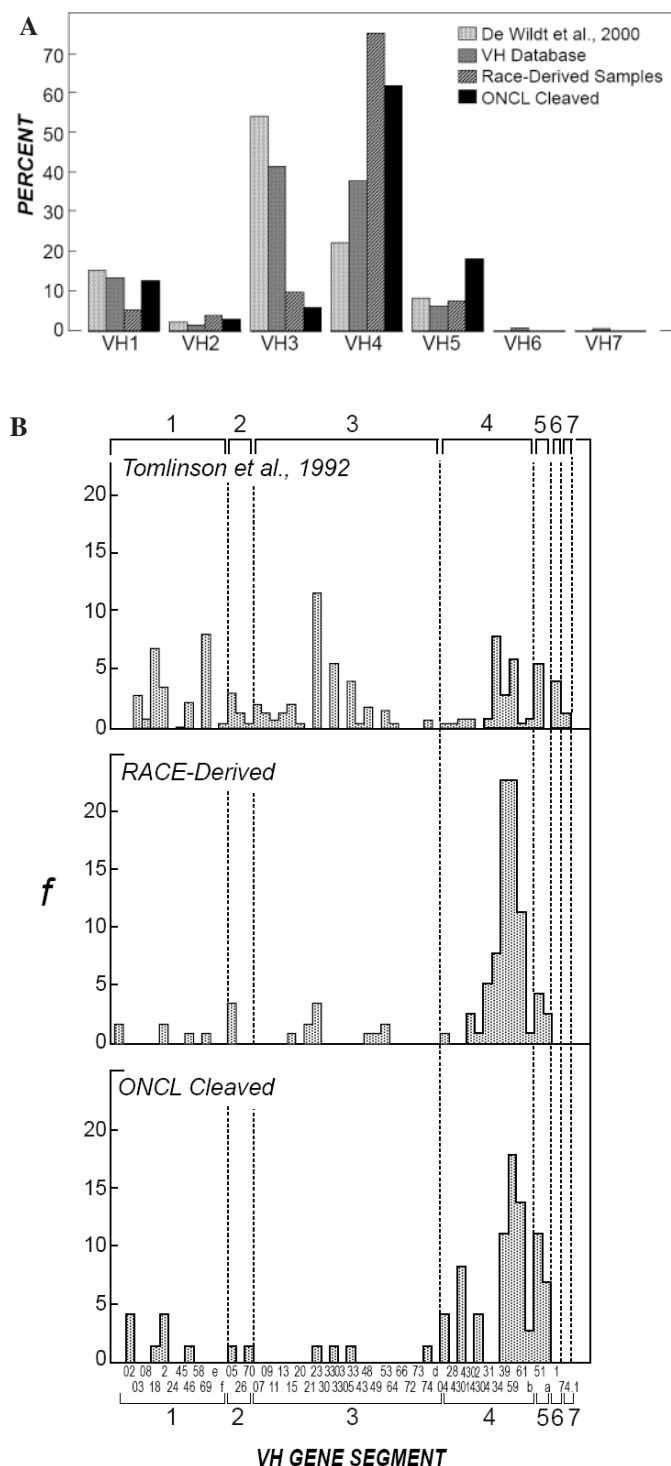 A
PERCENT
70
60
50
40
30
20
10
0
De Wildt et al., 2000
VH Database
Race-Derived Samples
ONCL Cleaved
VH1 VH2 VH3 VH4 VH5 VH6 VH7
B
1 2 3 4 5 6 7
Tomlinson et al., 1992
20
15
10
5
0
RACE-Derived
20
15
10
5
0
f
ONCL Cleaved
20
15
10
5
0
02 08 2 45 58 e 05 70 09 13 20 23 3303 33 48 53 66 73 d 28 4302 31 39 61 51 1
03 18 24 46 69 f 26 07 11 15 21 30 3305 43 49 64 72 74 04 4301 4304 34 59 b a 74.1
1 2 3 4 5 6 7
VH GENE SEGMENT